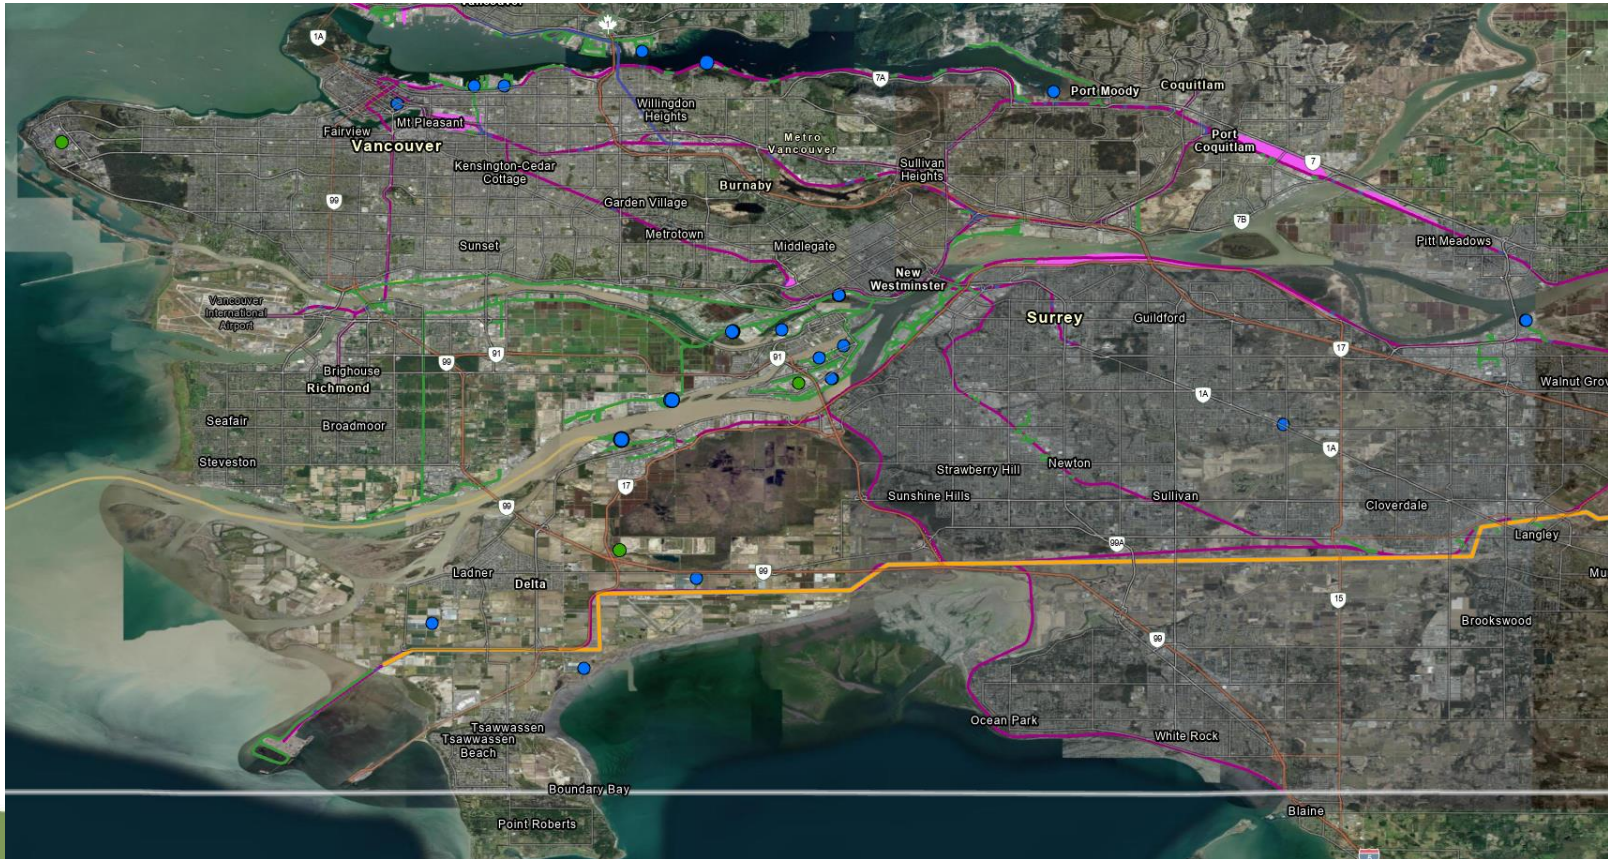 Vancouver
1A
1
7A
Port Moody
Coquitlam
Willingdon
Heights
Mt Pleasant
Fairview
Vancouver
Metro
Vancouver
Port
Coquitlam
7
Kensington-Cedar
Cottage
Sullivan
Heights
Burnaby
99
Garden Village
7B
Metrotown
Sunset
Middlegate
Pitt Meadows
New
Westminster
Vancouver
International
Airport
Surrey
Guildford
17
91
99
91
Brighouse
Richmond
Walnut Grov
1A
Seafair
Broadmoor
1A
Steveston
Strawberry Hill
Newton
17
Sunshine Hills
Sullivan
Cloverdale
99
Langley
99A
Ladner
Delta
99
Mu
15
Brookswood
99
Ocean Park
Tsawwassen
Tsawwassen
Beach
White Rock
Boundary Bay
Blaine
Point Roberts
5